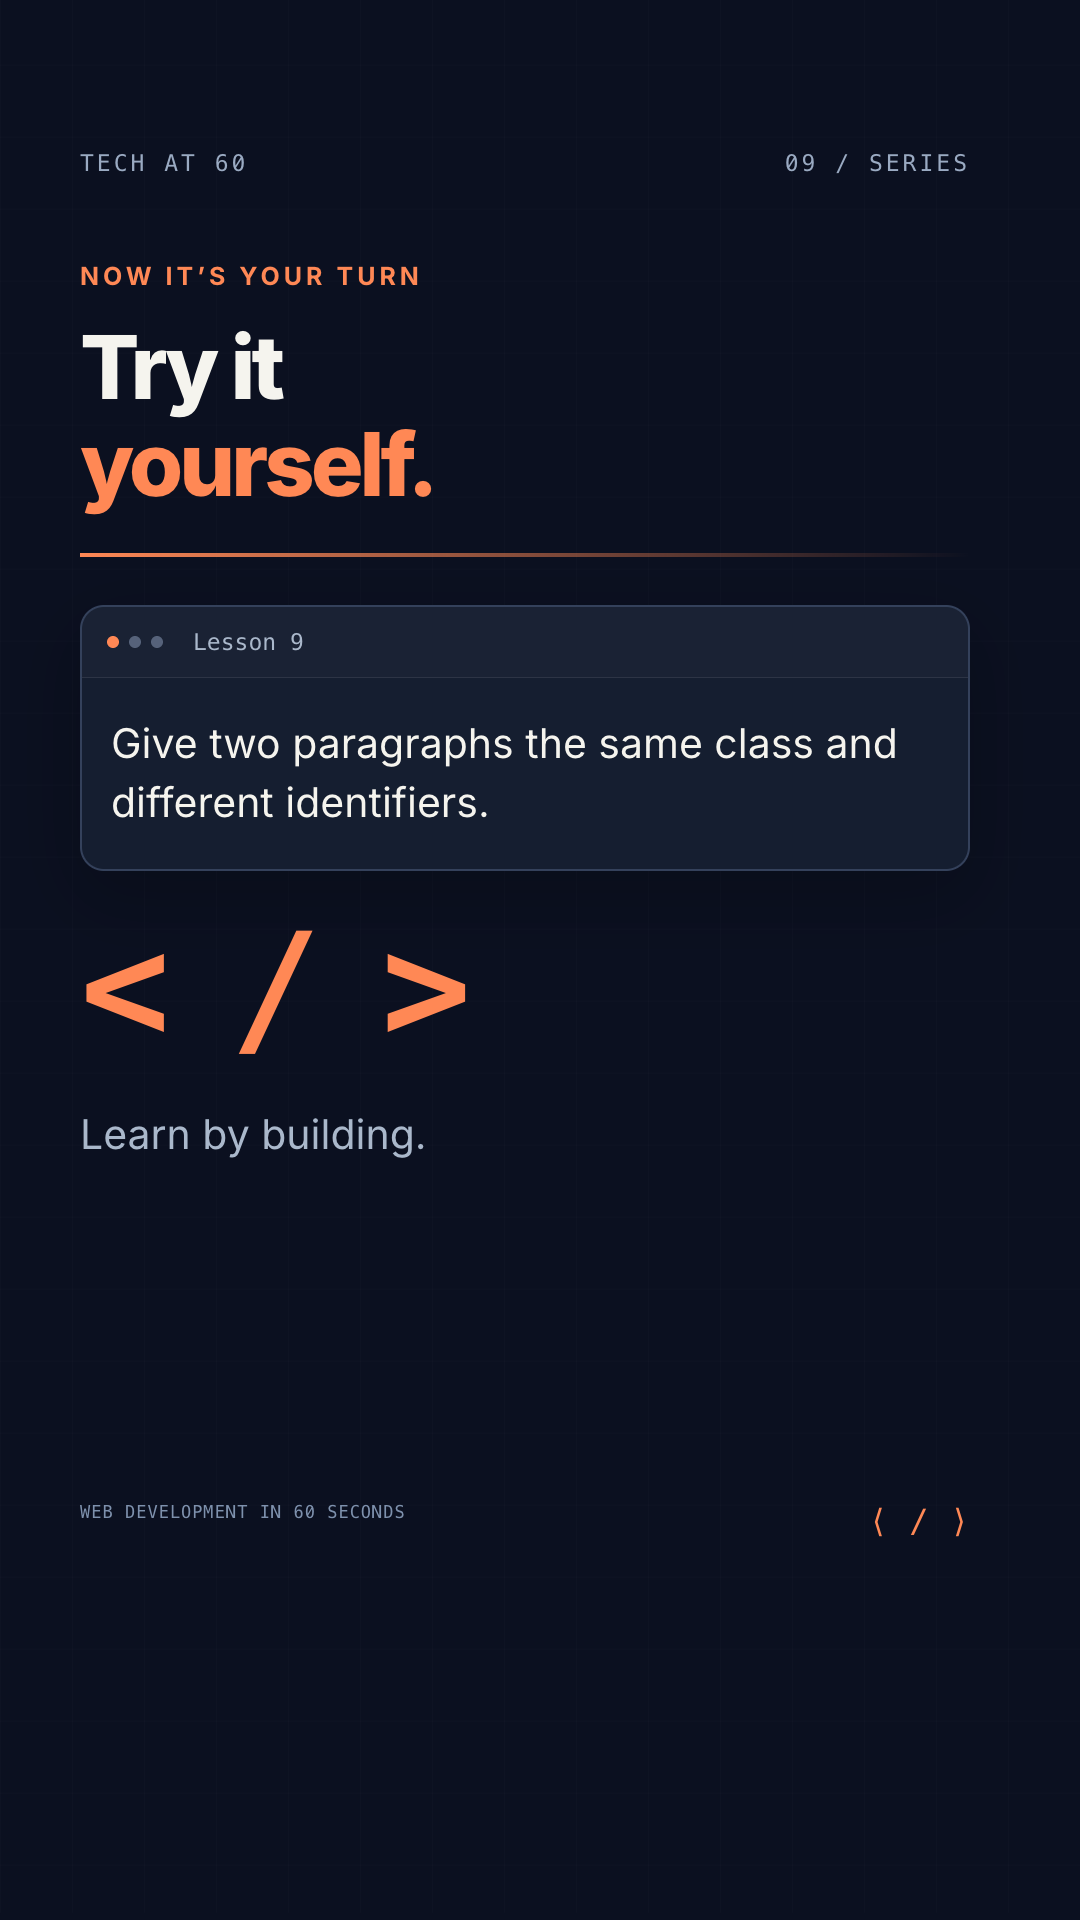 TECH AT 60
09 / SERIES
NOW IT’S YOUR TURN
Try it
yourself.
Lesson 9
Give two paragraphs the same class and
different identifiers.
< / >
Learn by building.
WEB DEVELOPMENT IN 60 SECONDS
⟨ / ⟩